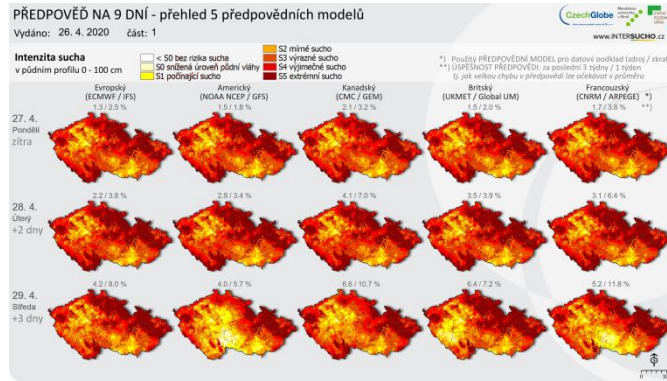 PŘEDPOVĚĎ NA 9 DNÍ - přehled 5 předpovědních modelů
Vydáno: 26. 4. 2020 část: 1
CzechGlobe
www.INTERSUCHO.cz
Intenzita sucha
v půdním profilu 0 - 100 cm
< 50 bez rizika sucha
S0 snížená úroveň půdní vláhy
S1 počínající sucho
S2 mírné sucho
S3 výrazné sucho
S4 výjimečné sucho
S5 extrémní sucho
*) Použitý PŘEDPOVĚDNÍ MODEL pro datový podklad (zdroj / zkrat
**) ÚSPĚŠNOST PŘEDPOVĚDI: za poslední 3 týdny / 1 týden
tj. jak velkou chybu v předpovědi lze očekávat v průměru
Evropský Americký Kanadský Britský Francouzský
(ECMWF / IFS) (NOAA NCEP / GFS) (CMC / GEM) (UKMET / Global UM) (CNRM / ARPEGE) *)
1.3 / 2.5 % 1.5 / 1.8 % 2.1 / 3.2 % 1.5 / 2.0 % 1.7 / 3.8 % **)
27. 4.
Pondělí
zítra
2.2 / 3.8 % 2.9 / 3.4 % 4.1 / 7.0 % 3.5 / 3.9 % 3.1 / 6.4 %
28. 4.
Úterý
+2 dny
4.2 / 8.0 % 4.0 / 5.7 % 6.6 / 10.7 % 6.4 / 7.2 % 5.2 / 11.8 %
29. 4.
Středa
+3 dny